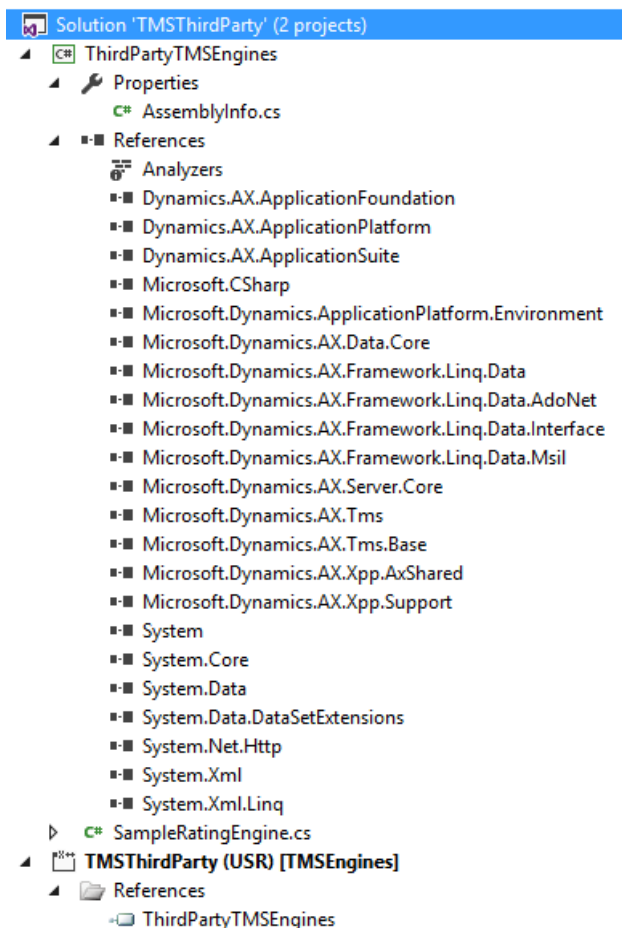 Solution 'TMSThirdParty' (2 projects)
C# ThirdPartyTMSEngines
Properties
C# AssemblyInfo.cs
References
Analyzers
Dynamics.AX.ApplicationFoundation
Dynamics.AX.ApplicationPlatform
Dynamics.AX.ApplicationSuite
Microsoft.CSharp
Microsoft.Dynamics.ApplicationPlatform.Environment
Microsoft.Dynamics.AX.Data.Core
Microsoft.Dynamics.AX.Framework.Linq.Data
Microsoft.Dynamics.AX.Framework.Linq.Data.AdoNet
Microsoft.Dynamics.AX.Framework.Linq.Data.Interface
Microsoft.Dynamics.AX.Framework.Linq.Data.Msil
Microsoft.Dynamics.AX.Server.Core
Microsoft.Dynamics.AX.Tms
Microsoft.Dynamics.AX.Tms.Base
Microsoft.Dynamics.AX.Xpp.AxShared
Microsoft.Dynamics.AX.Xpp.Support
System
System.Core
System.Data
System.Data.DataSetExtensions
System.Net.Http
System.Xml
System.Xml.Linq
C# SampleRatingEngine.cs
TMSThirdParty (USR) [TMSEngines]
References
ThirdPartyTMSEngines